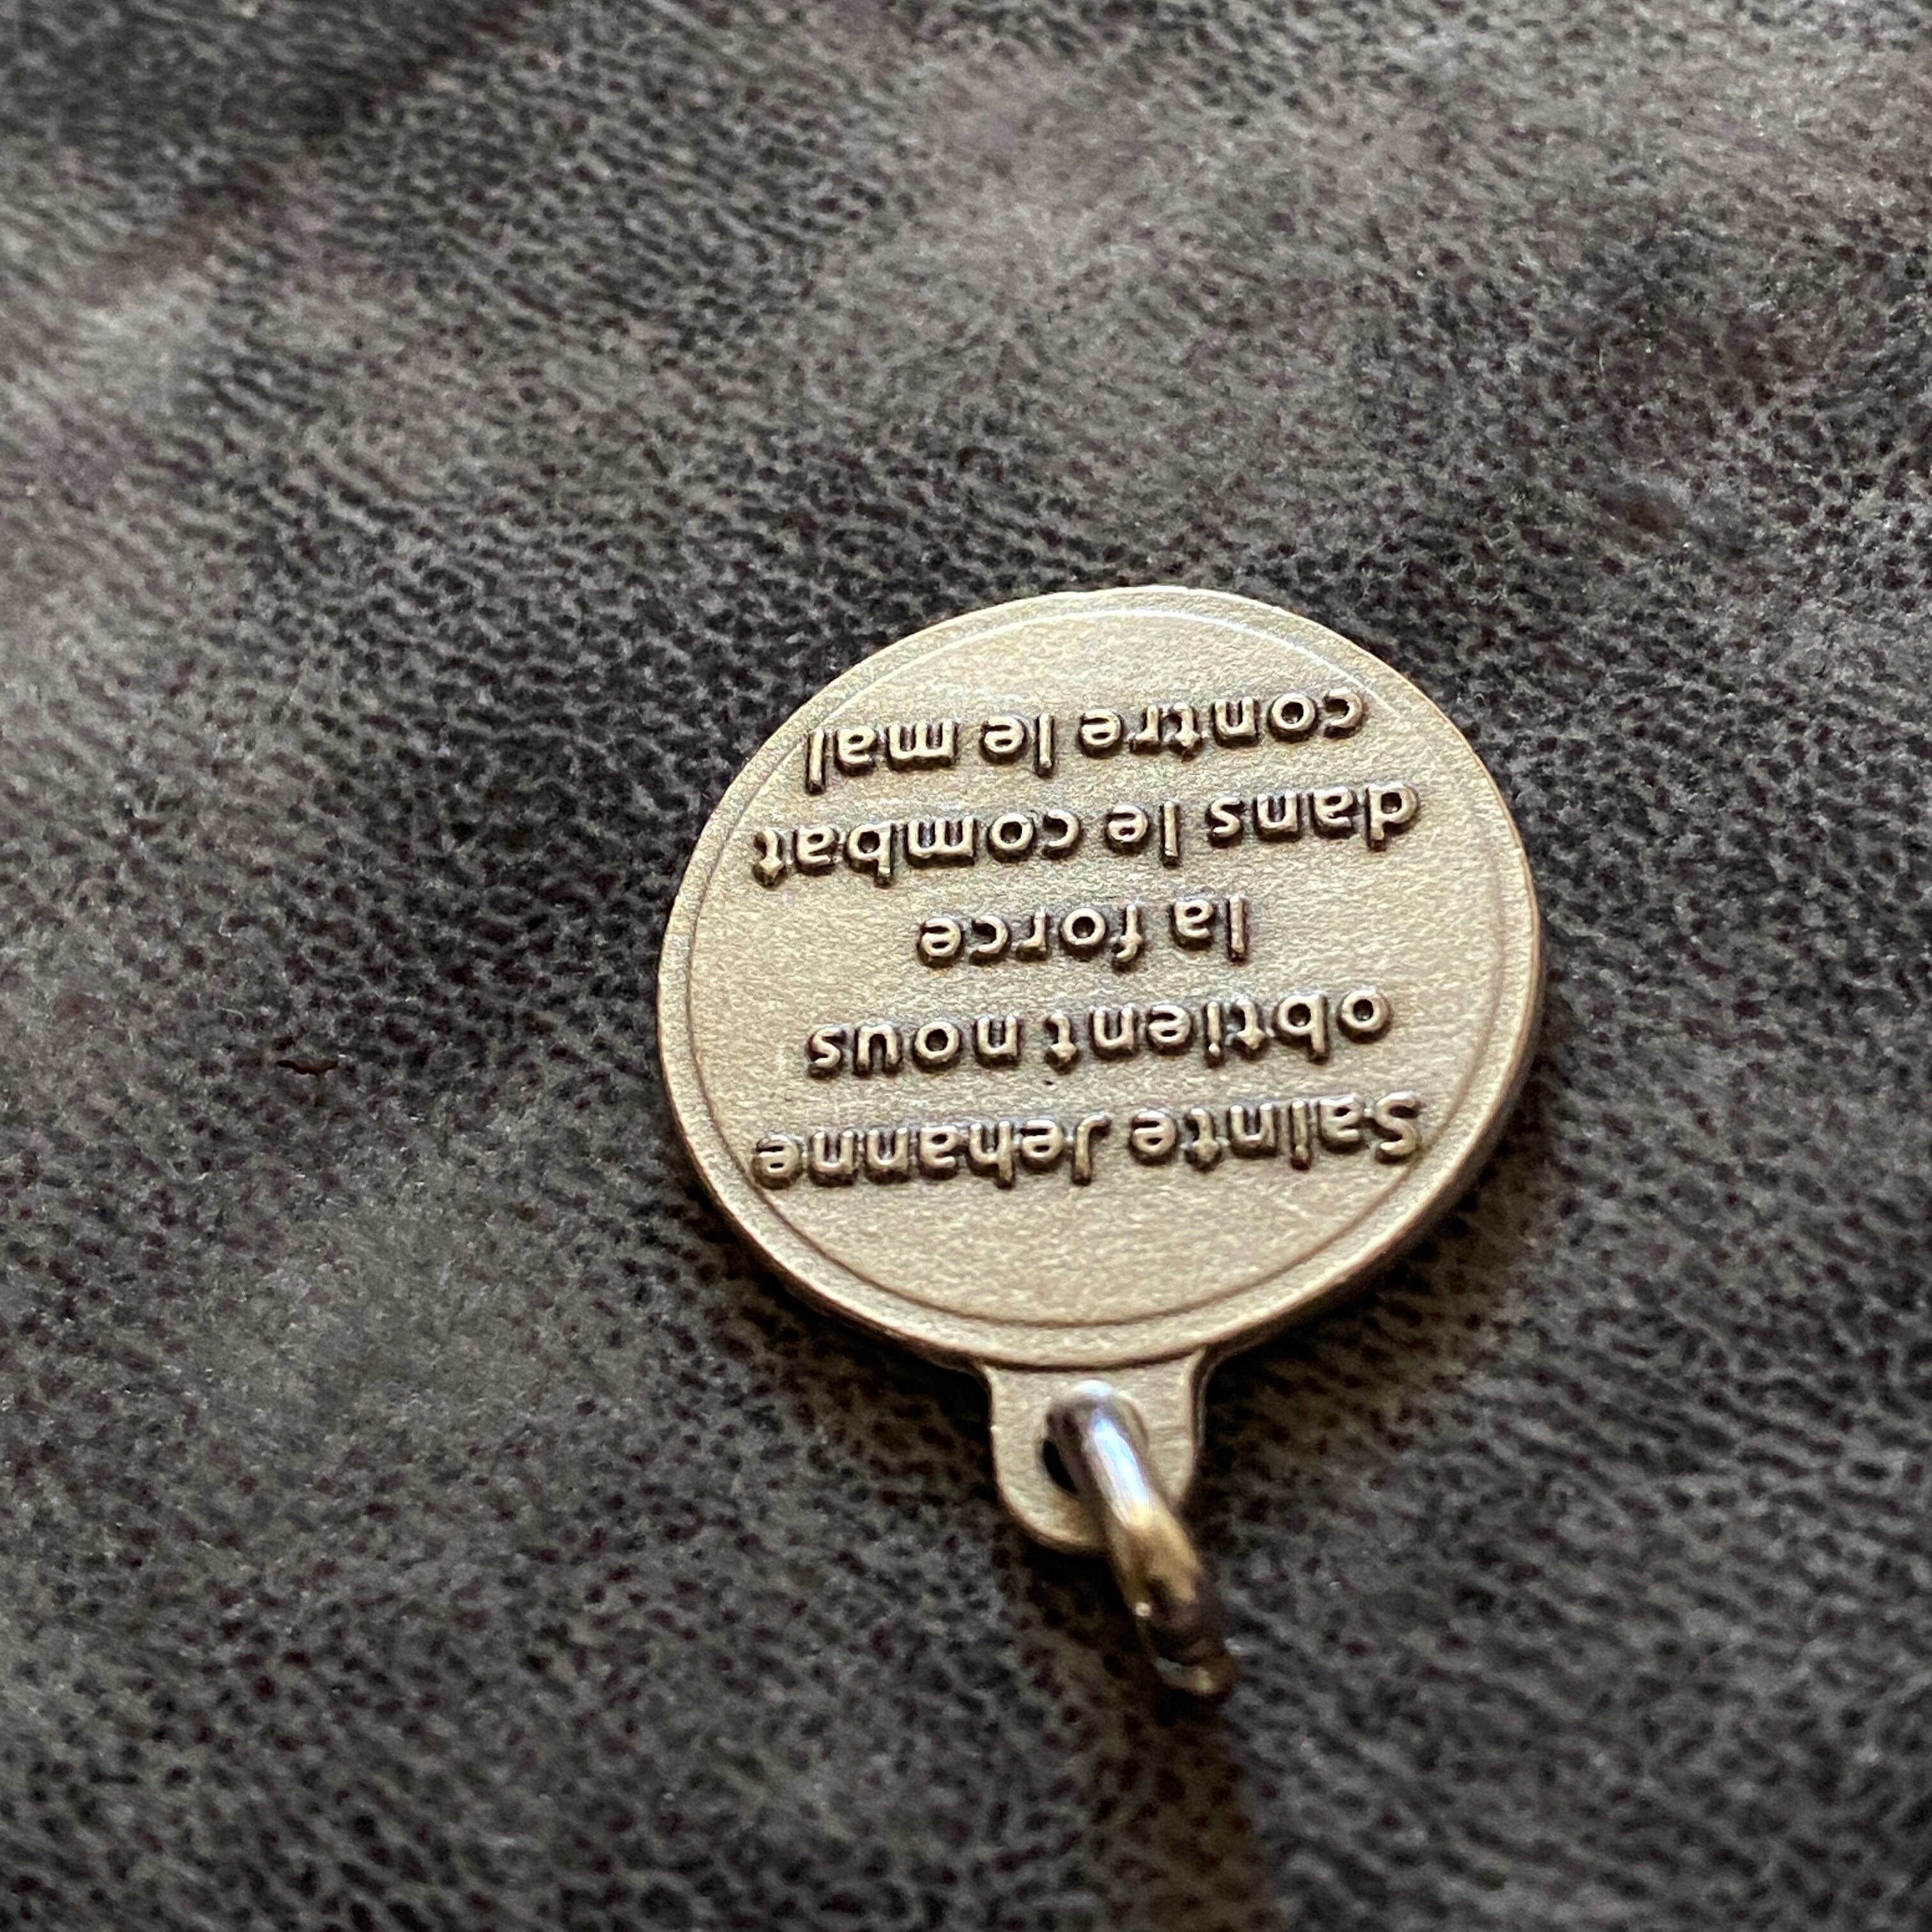 Sainte Jehanne
obtient nous
la force
dans le combat
contre le mal